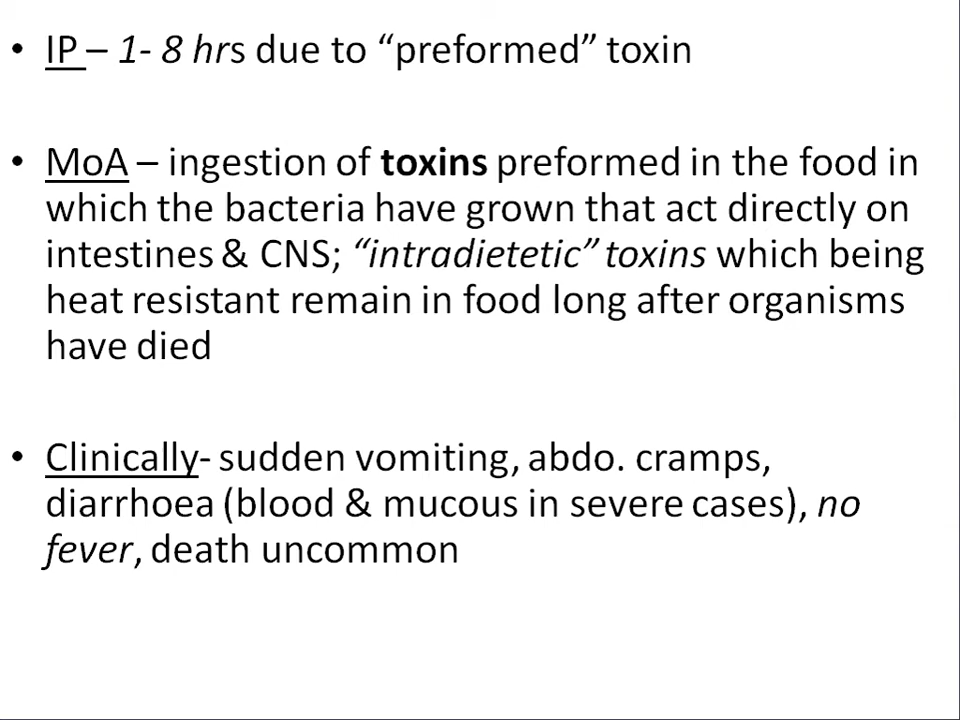 • IP – 1- 8 hrs due to “preformed” toxin
• MoA – ingestion of toxins preformed in the food in
which the bacteria have grown that act directly on
intestines & CNS; “intradietetic” toxins which being
heat resistant remain in food long after organisms
have died
• Clinically- sudden vomiting, abdo. cramps,
diarrhoea (blood & mucous in severe cases), no
fever, death uncommon